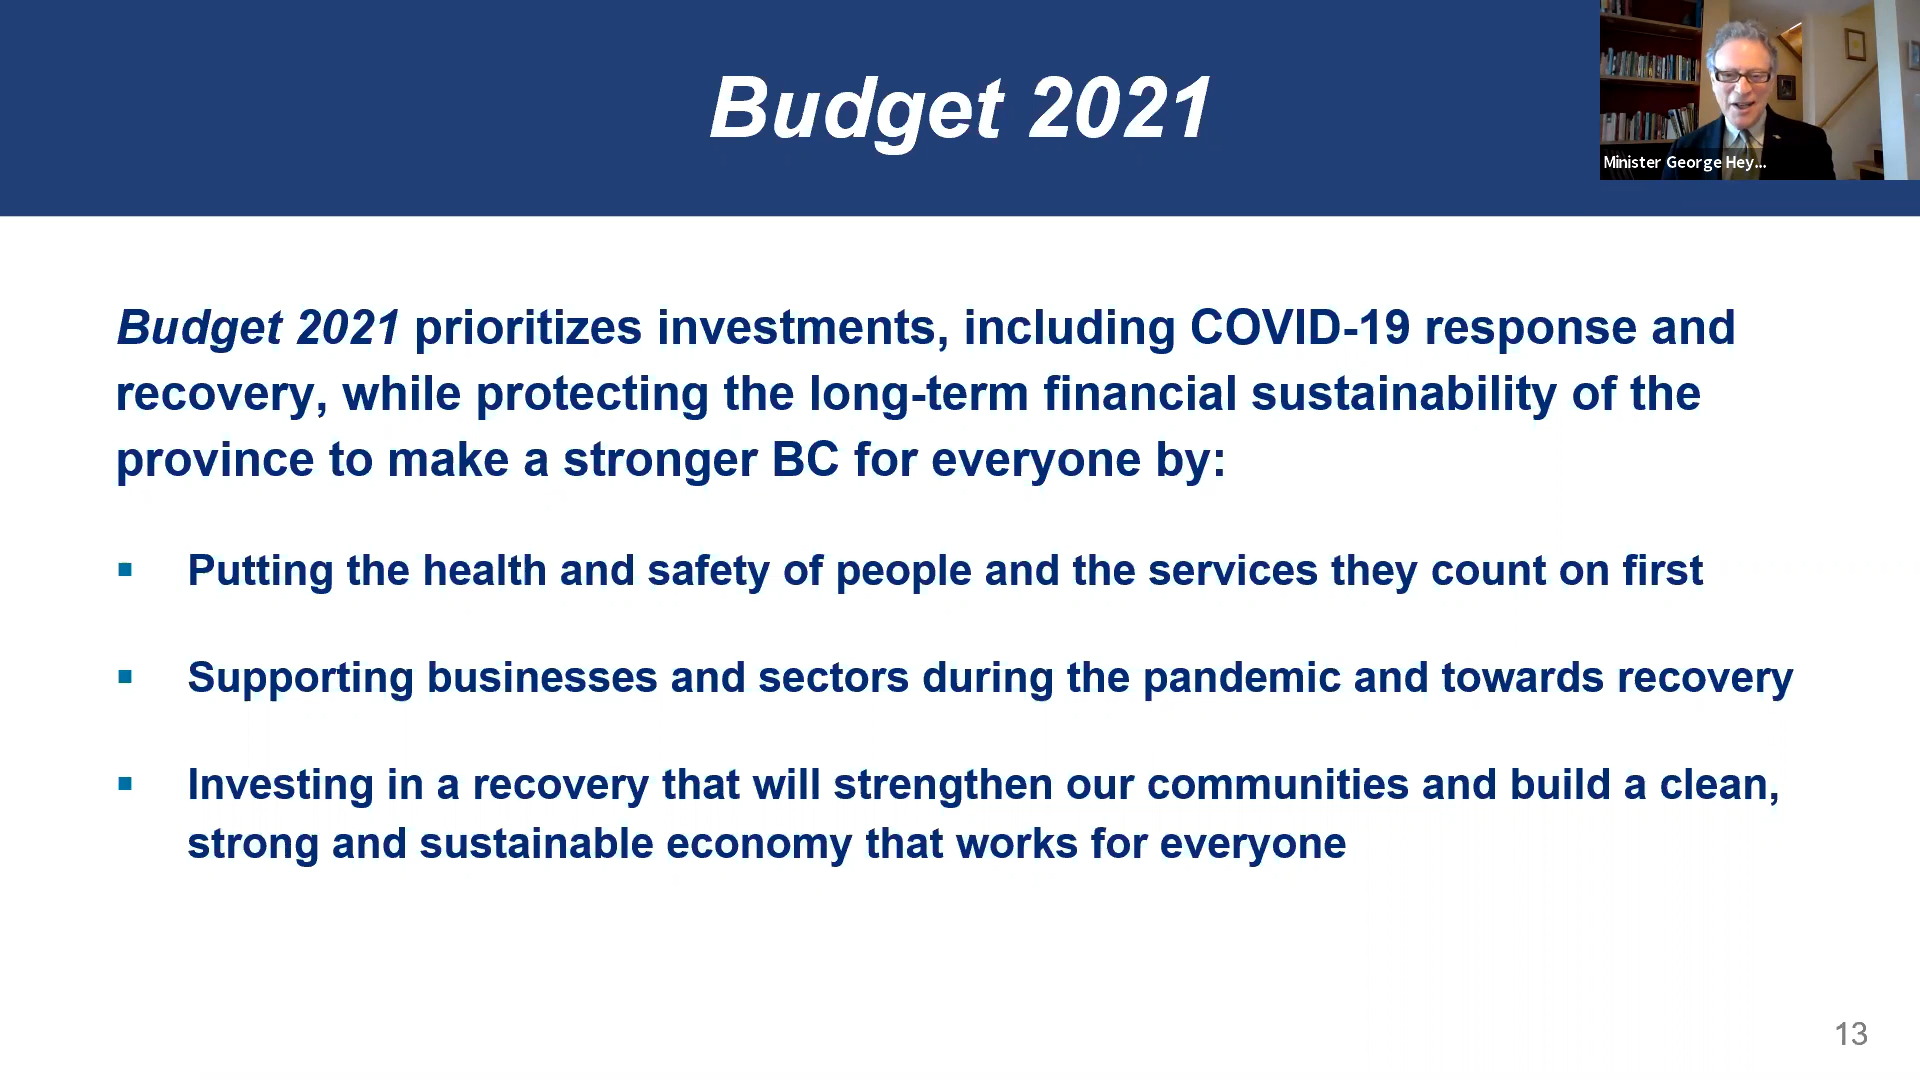 Budget 2021
Minister George Hey...
Budget 2021 prioritizes investments, including COVID-19 response and
recovery, while protecting the long-term financial sustainability of the
province to make a stronger BC for everyone by:
▪ Putting the health and safety of people and the services they count on first
▪ Supporting businesses and sectors during the pandemic and towards recovery
▪ Investing in a recovery that will strengthen our communities and build a clean,
strong and sustainable economy that works for everyone
13